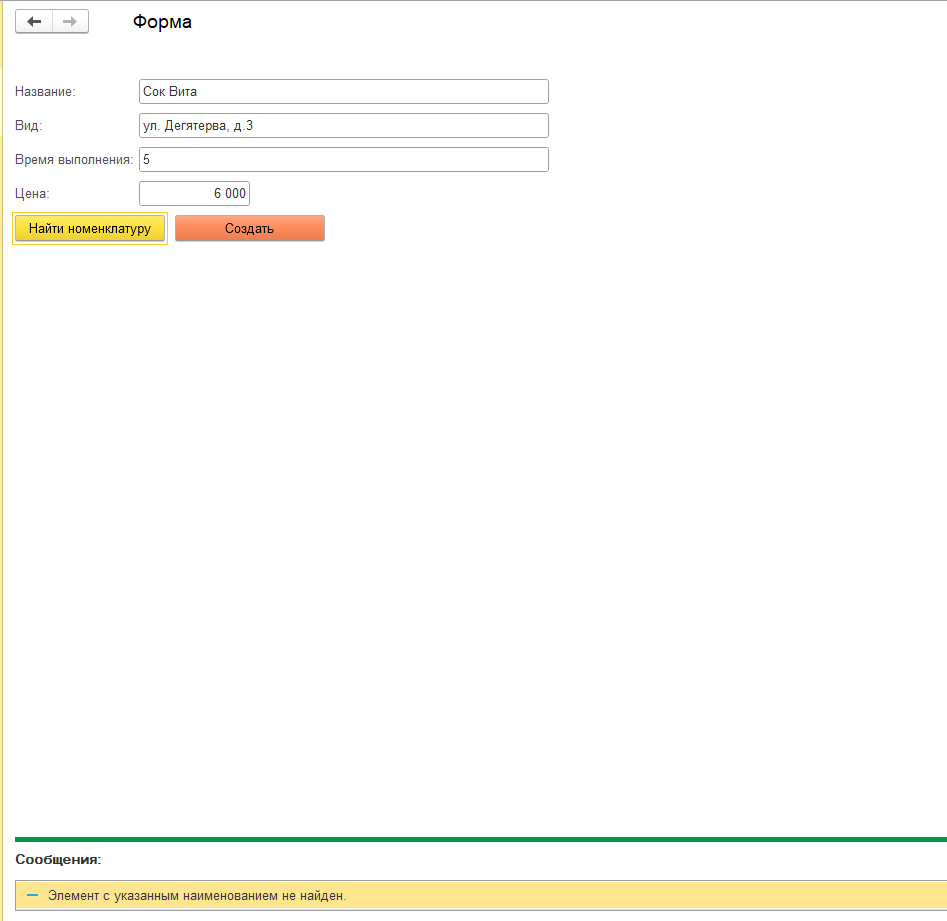 Форма
Название: Сок Вита
Вид: ул. Дегятерва, д.3
Время выполнения: 5
Цена: 6 000
Найти номенклатуру Создать
Сообщения:
Элемент с указанным наименованием не найден.